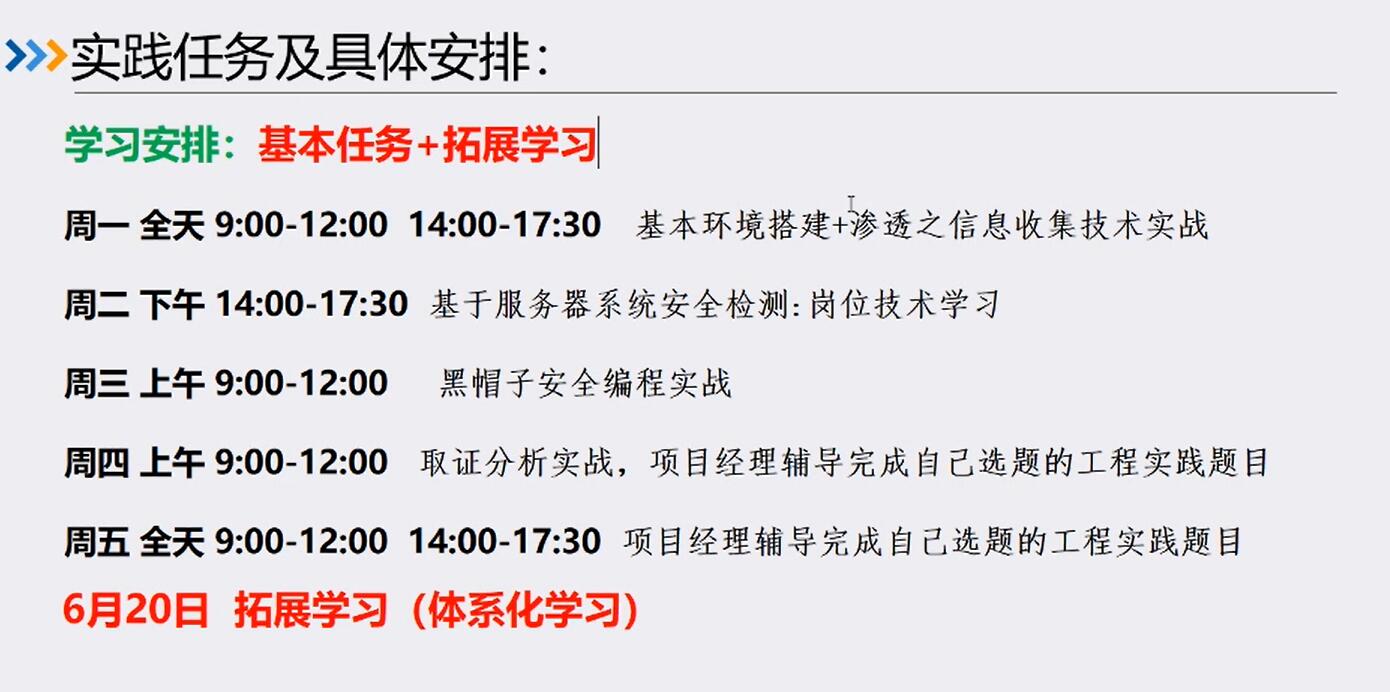 实践任务及具体安排：
学习安排：基本任务+拓展学习
周一 全天 9:00-12:00 14:00-17:30 基本环境搭建+渗透之信息收集技术实战
周二 下午 14:00-17:30 基于服务器系统安全检测：岗位技术学习
周三 上午 9:00-12:00 黑帽子安全编程实战
周四 上午 9:00-12:00 取证分析实战，项目经理辅导完成自己选题的工程实践题目
周五 全天 9:00-12:00 14:00-17:30 项目经理辅导完成自己选题的工程实践题目
6月20日 拓展学习（体系化学习）